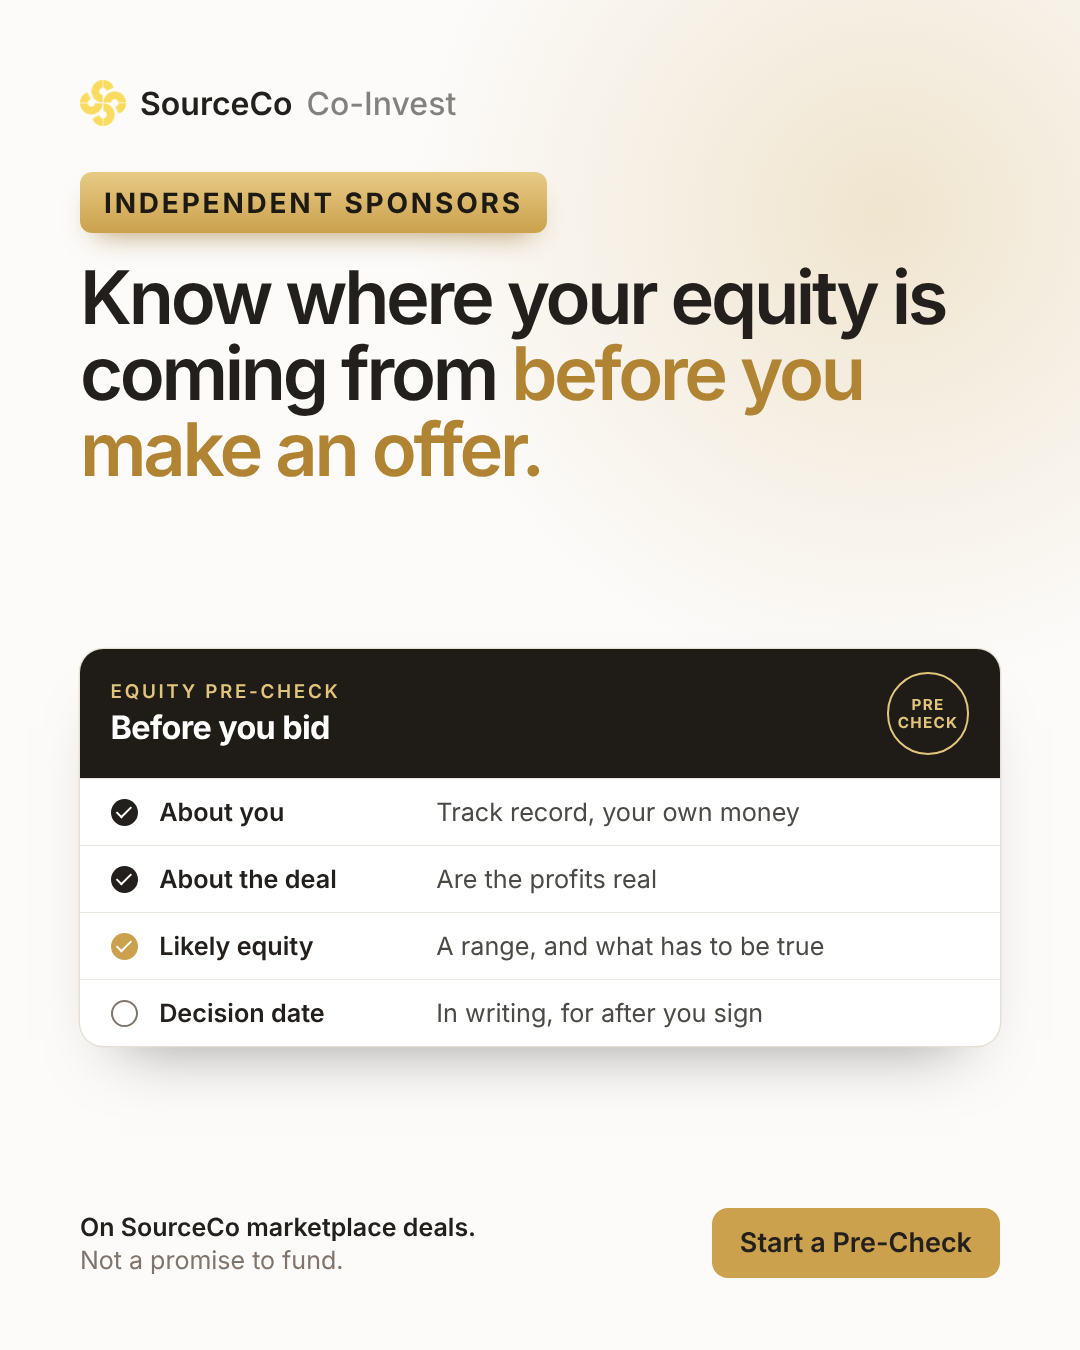 SourceCo Co-Invest
INDEPENDENT SPONSORS
Know where your equity is
coming from before you
make an offer.
EQUITY PRE-CHECK
Before you bid
PRE
CHECK
About you Track record, your own money
About the deal Are the profits real
Likely equity A range, and what has to be true
Decision date In writing, for after you sign
On SourceCo marketplace deals.
Not a promise to fund.
Start a Pre-Check